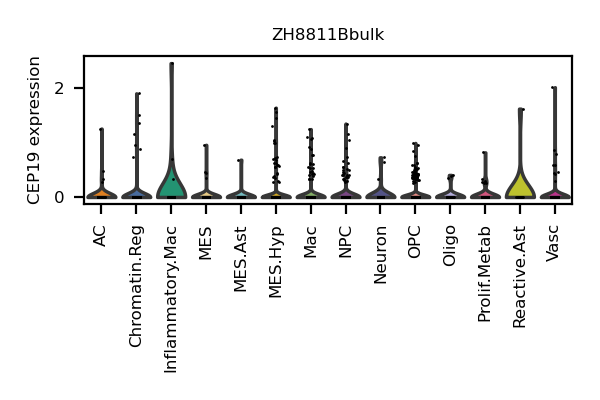 ZH8811Bbulk
CEP19 expression
2
0
AC
Chromatin.Reg
Inflammatory.Mac
MES
MES.Ast
MES.Hyp
Mac
NPC
Neuron
OPC
Oligo
Prolif.Metab
Reactive.Ast
Vasc